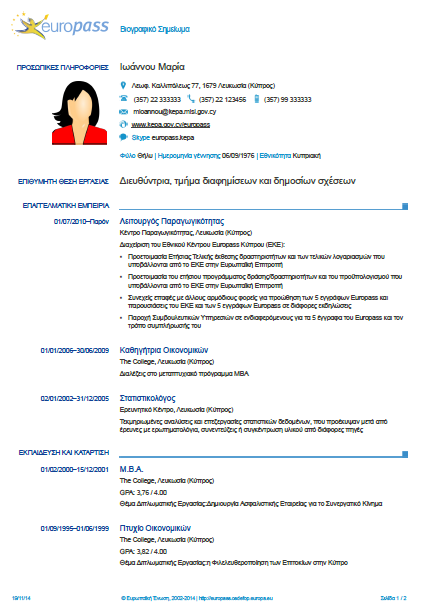 europass
Βιογραφικό Σημείωμα
ΠΡΟΣΩΠΙΚΕΣ ΠΛΗΡΟΦΟΡΙΕΣ
Ιωάννου Μαρία
Λεωφ. Καλλιπόλεως 77, 1679 Λευκωσία (Κύπρος)
(357) 22 333333 (357) 22 123456 (357) 99 333333
mioannou@kepa.mlsi.gov.cy
www.kepa.gov.cy/europass
Skype europass.kepa
Φύλο Θήλυ | Ημερομηνία γέννησης 06/09/1976 | Εθνικότητα Κυπριακή
ΕΠΙΘΥΜΗΤΗ ΘΕΣΗ ΕΡΓΑΣΙΑΣ
Διευθύντρια, τμήμα διαφημίσεων και δημοσίων σχέσεων
ΕΠΑΓΓΕΛΜΑΤΙΚΗ ΕΜΠΕΙΡΙΑ
01/07/2010–Παρόν
Λειτουργός Παραγωγικότητας
Κέντρο Παραγωγικότητας, Λευκωσία (Κύπρος)
Διαχείριση του Εθνικού Κέντρου Europass Κύπρου (ΕΚΕ):
▪ Προετοιμασία Ετήσιας Τελικής έκθεσης δραστηριοτήτων και των τελικών λογαριασμών που
υποβάλλονται από το ΕΚΕ στην Ευρωπαϊκή Επιτροπή
▪ Προετοιμασία του ετήσιου προγράμματος δράσης/δραστηριοτήτων και του προϋπολογισμού που
υποβάλλονται από το ΕΚΕ στην Ευρωπαϊκή Επιτροπή
▪ Συνεχείς επαφές με άλλους αρμόδιους φορείς για προώθηση των 5 εγγράφων Europass και
παρουσιάσεις του ΕΚΕ και των 5 εγγράφων Europass σε διάφορες εκδηλώσεις
▪ Παροχή Συμβουλευτικών Υπηρεσιών σε ενδιαφερόμενους για τα 5 έγγραφα του Europass και τον
τρόπο συμπλήρωσής του
01/01/2006–30/06/2009
Καθηγήτρια Οικονομικών
The College, Λευκωσία (Κύπρος)
Διαλέξεις στο μεταπτυχιακό πρόγραμμα MBA
02/01/2002–31/12/2005
Στατιστικολόγος
Ερευνητικό Κέντρο, Λευκωσία (Κύπρος)
Τεκμηριωμένες αναλύσεις και επεξεργασίες στατιστικών δεδομένων, που προέκυψαν μετά από
έρευνες με ερωτηματολόγια, συνεντεύξεις ή συγκέντρωση υλικού από διάφορες πηγές
ΕΚΠΑΙΔΕΥΣΗ ΚΑΙ ΚΑΤΑΡΤΙΣΗ
01/02/2000–15/12/2001
M.B.A.
The College, Λευκωσία (Κύπρος)
GPA: 3,76 / 4.00
Θέμα Διπλωματικής Εργασίας:Δημιουργία Ασφαλιστικής Εταιρείας για το Συνεργατικό Κίνημα
01/09/1995–01/06/1999
Πτυχίο Οικονομικών
The College, Λευκωσία (Κύπρος)
GPA: 3,82 / 4.00
Θέμα Διπλωματικής Εργασίας:η Φιλελευθεροποίηση των Επιτοκίων στην Κύπρο
19/11/14
© Ευρωπαϊκή Ένωση, 2002-2014 | http://europass.cedefop.europa.eu
Σελίδα 1 / 2